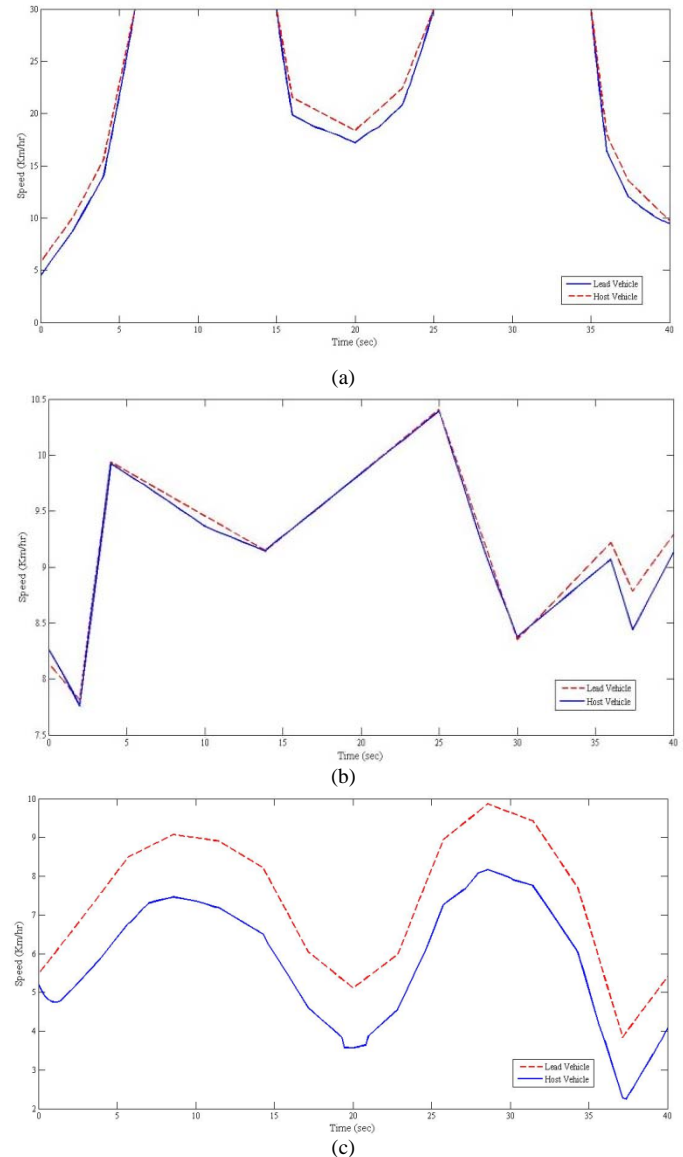 30
25
20
15
10
5
0
Speed (Km/hr)
Lead Vehicle
Host Vehicle
0 5 10 15 20 25 30 35 40
Time (sec)
(a)
10.5
10
9.5
9
8.5
8
7.5
Speed (Km/hr)
Lead Vehicle
Host Vehicle
0 5 10 15 20 25 30 35 40
Time (sec)
(b)
10
9
8
7
6
5
4
3
2
Speed (Km/hr)
Lead Vehicle
Host Vehicle
0 5 10 15 20 25 30 35 40
Time (sec)
(c)